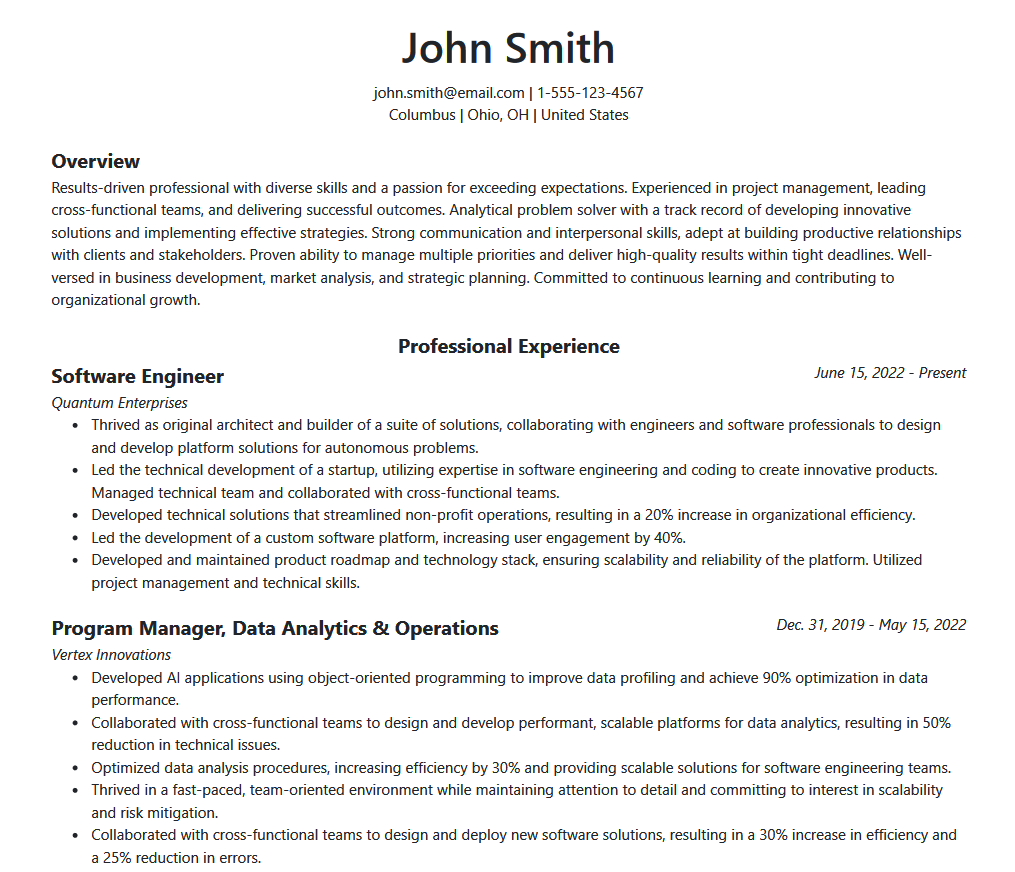 John Smith
john.smith@email.com | 1-555-123-4567
Columbus | Ohio, OH | United States
Overview
Results-driven professional with diverse skills and a passion for exceeding expectations. Experienced in project management, leading
cross-functional teams, and delivering successful outcomes. Analytical problem solver with a track record of developing innovative
solutions and implementing effective strategies. Strong communication and interpersonal skills, adept at building productive relationships
with clients and stakeholders. Proven ability to manage multiple priorities and deliver high-quality results within tight deadlines. Well-
versed in business development, market analysis, and strategic planning. Committed to continuous learning and contributing to
organizational growth.
Professional Experience
Software Engineer June 15, 2022 - Present
Quantum Enterprises
• Thrived as original architect and builder of a suite of solutions, collaborating with engineers and software professionals to design
and develop platform solutions for autonomous problems.
• Led the technical development of a startup, utilizing expertise in software engineering and coding to create innovative products.
Managed technical team and collaborated with cross-functional teams.
• Developed technical solutions that streamlined non-profit operations, resulting in a 20% increase in organizational efficiency.
• Led the development of a custom software platform, increasing user engagement by 40%.
• Developed and maintained product roadmap and technology stack, ensuring scalability and reliability of the platform. Utilized
project management and technical skills.
Program Manager, Data Analytics & Operations Dec. 31, 2019 - May 15, 2022
Vertex Innovations
• Developed AI applications using object-oriented programming to improve data profiling and achieve 90% optimization in data
performance.
• Collaborated with cross-functional teams to design and develop performant, scalable platforms for data analytics, resulting in 50%
reduction in technical issues.
• Optimized data analysis procedures, increasing efficiency by 30% and providing scalable solutions for software engineering teams.
• Thrived in a fast-paced, team-oriented environment while maintaining attention to detail and committing to interest in scalability
and risk mitigation.
• Collaborated with cross-functional teams to design and deploy new software solutions, resulting in a 30% increase in efficiency and
a 25% reduction in errors.